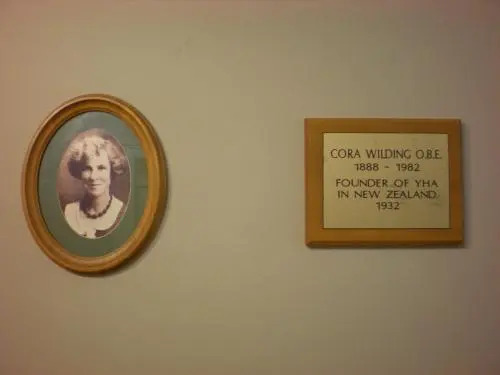 CORA WILDING O.B.E.
1888 - 1982
FOUNDER OF YHA
IN NEW ZEALAND
1932